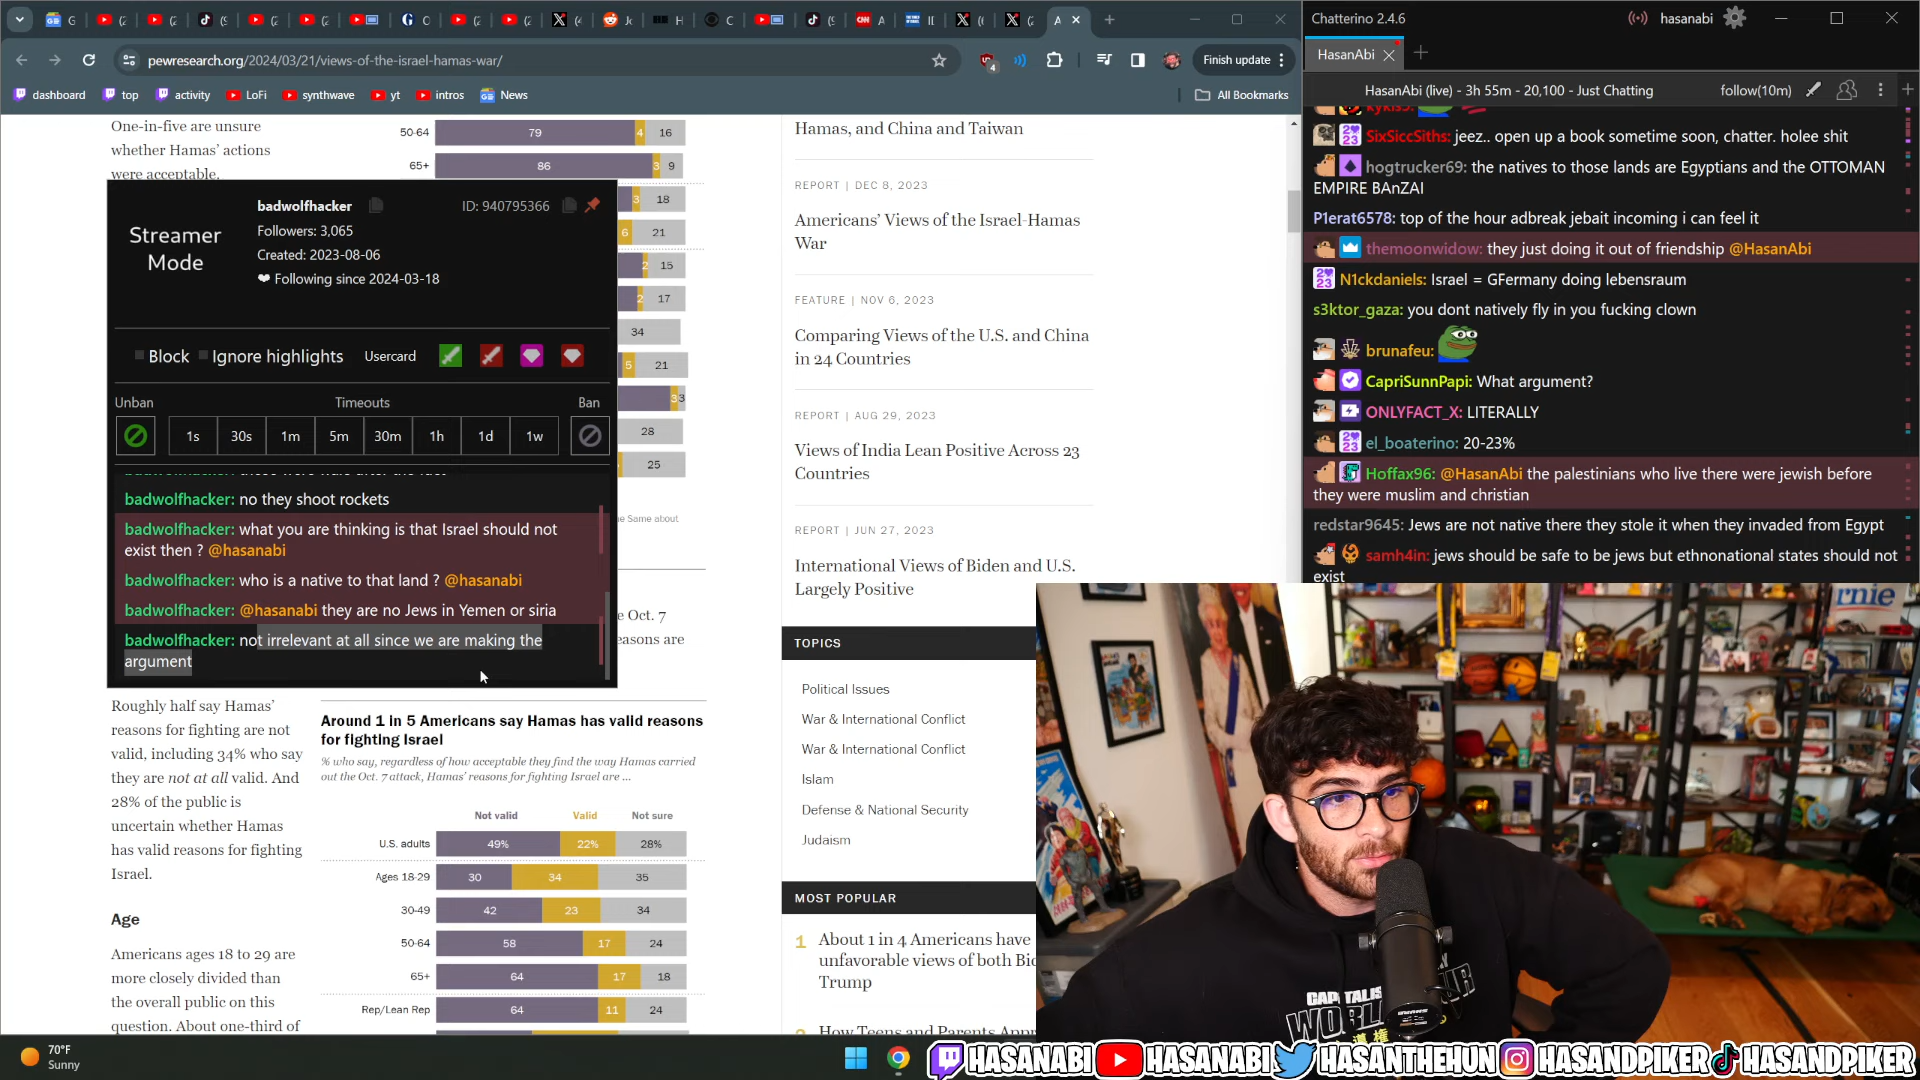 Finish update
pewresearch.org/2024/03/21/views-of-the-israel-hamas-war/
dashboard
top
activity
LoFi
synthwave
yt
intros
News
All Bookmarks
One-in-five are unsure
whether Hamas' actions
were acceptable.
50-64 79 4 16
65+ 86 3 9
3 18
6 21
2 15
2 17
34
5 21
33
28
25
badwolfhacker
ID: 940795366
Followers: 3,065
Created: 2023-08-06
❤ Following since 2024-03-18
Streamer
Mode
Block
Ignore highlights
Usercard
Unban
Timeouts
Ban
1s 30s 1m 5m 30m 1h 1d 1w
badwolfhacker: no they shoot rockets
badwolfhacker: what you are thinking is that Israel should not
exist then ? @hasanabi
badwolfhacker: who is a native to that land ? @hasanabi
badwolfhacker: @hasanabi they are no Jews in Yemen or siria
badwolfhacker: not irrelevant at all since we are making the
argument
he Same about
e Oct. 7
easons are
Roughly half say Hamas'
reasons for fighting are not
valid, including 34% who say
they are not at all valid. And
28% of the public is
uncertain whether Hamas
has valid reasons for fighting
Israel.
Age
Americans ages 18 to 29 are
more closely divided than
the overall public on this
question. About one-third of
Around 1 in 5 Americans say Hamas has valid reasons
for fighting Israel
% who say, regardless of how acceptable they find the way Hamas carried
out the Oct. 7 attack, Hamas' reasons for fighting Israel are ...
Not valid Valid Not sure
U.S. adults 49% 22% 28%
Ages 18-29 30 34 35
30-49 42 23 34
50-64 58 17 24
65+ 64 17 18
Rep/Lean Rep 64 11 24
Hamas, and China and Taiwan
REPORT | DEC 8, 2023
Americans' Views of the Israel-Hamas
War
FEATURE | NOV 6, 2023
Comparing Views of the U.S. and China
in 24 Countries
REPORT | AUG 29, 2023
Views of India Lean Positive Across 23
Countries
REPORT | JUN 27, 2023
International Views of Biden and U.S.
Largely Positive
TOPICS
Political Issues
War & International Conflict
War & International Conflict
Islam
Defense & National Security
Judaism
MOST POPULAR
1 About 1 in 4 Americans have
unfavorable views of both Bid
Trump
How Teens and Parents Appr
Chatterino 2.4.6
hasanabi
HasanAbi
HasanAbi (live) - 3h 55m - 20,100 - Just Chatting
follow(10m)
SixSiccSiths: jeez.. open up a book sometime soon, chatter. holee shit
hogtrucker69: the natives to those lands are Egyptians and the OTTOMAN
EMPIRE BAnZAI
P1erat6578: top of the hour adbreak jebait incoming i can feel it
themoonwidow: they just doing it out of friendship @HasanAbi
N1ckdaniels: Israel = GFermany doing lebensraum
s3ktor_gaza: you dont natively fly in you fucking clown
brunafeu:
CapriSunnPapi: What argument?
ONLYFACT_X: LITERALLY
el_boaterino: 20-23%
Hoffax96: @HasanAbi the palestinians who live there were jewish before
they were muslim and christian
redstar9645: Jews are not native there they stole it when they invaded from Egypt
samh4in: jews should be safe to be jews but ethnonational states should not
exist
rnie
70°F
Sunny
HASANABI
HASANABI
HASANTHEHUN
HASANDPIKER
HASANDPIKER